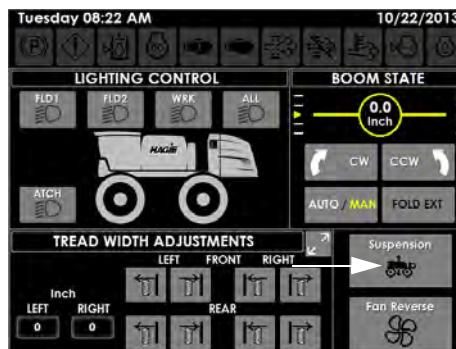 Tuesday 08:22 AM 10/22/2013
LIGHTING CONTROL
FLD1 FLD2 WRK ALL
HAGIE
ATCH
BOOM STATE
0.0
Inch
CW CCW
AUTO / MAN FOLD EXT
TREAD WIDTH ADJUSTMENTS
LEFT FRONT RIGHT
Inch
LEFT RIGHT
REAR
0 0
Suspension
Fan Reverse